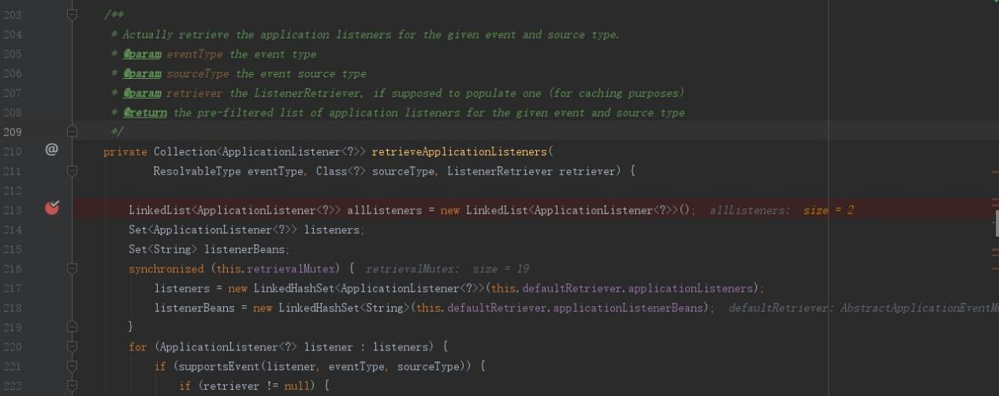 203 /**
204 * Actually retrieve the application listeners for the given event and source type.
205 * @param eventType the event type
206 * @param sourceType the event source type
207 * @param retriever the ListenerRetriever, if supposed to populate one (for caching purposes)
208 * @return the pre-filtered list of application listeners for the given event and source type
209 */
210 @ private Collection<ApplicationListener<?>> retrieveApplicationListeners(
211 ResolvableType eventType, Class<?> sourceType, ListenerRetriever retriever) {
212
213 LinkedList<ApplicationListener<?>> allListeners = new LinkedList<ApplicationListener<?>>(); allListeners: size = 2
214 Set<ApplicationListener<?>> listeners;
215 Set<String> listenerBeans;
216 synchronized (this.retrievalMutex) { retrievalMutex: size = 19
217 listeners = new LinkedHashSet<ApplicationListener<?>>(this.defaultRetriever.applicationListeners);
218 listenerBeans = new LinkedHashSet<String>(this.defaultRetriever.applicationListenerBeans); defaultRetriever: AbstractApplicationEventM
219 }
220 for (ApplicationListener<?> listener : listeners) {
221 if (supportsEvent(listener, eventType, sourceType)) {
222 if (retriever != null) {